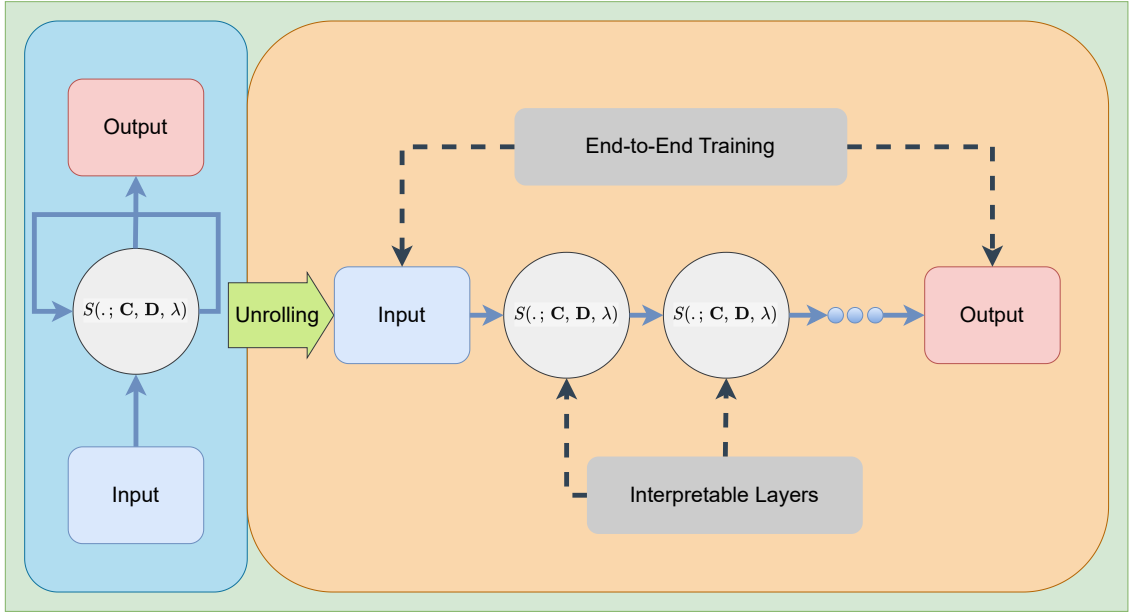 Output
S(. ; C, D, λ)
Input
Unrolling
End-to-End Training
Input
S(. ; C, D, λ)
S(. ; C, D, λ)
Output
Interpretable Layers